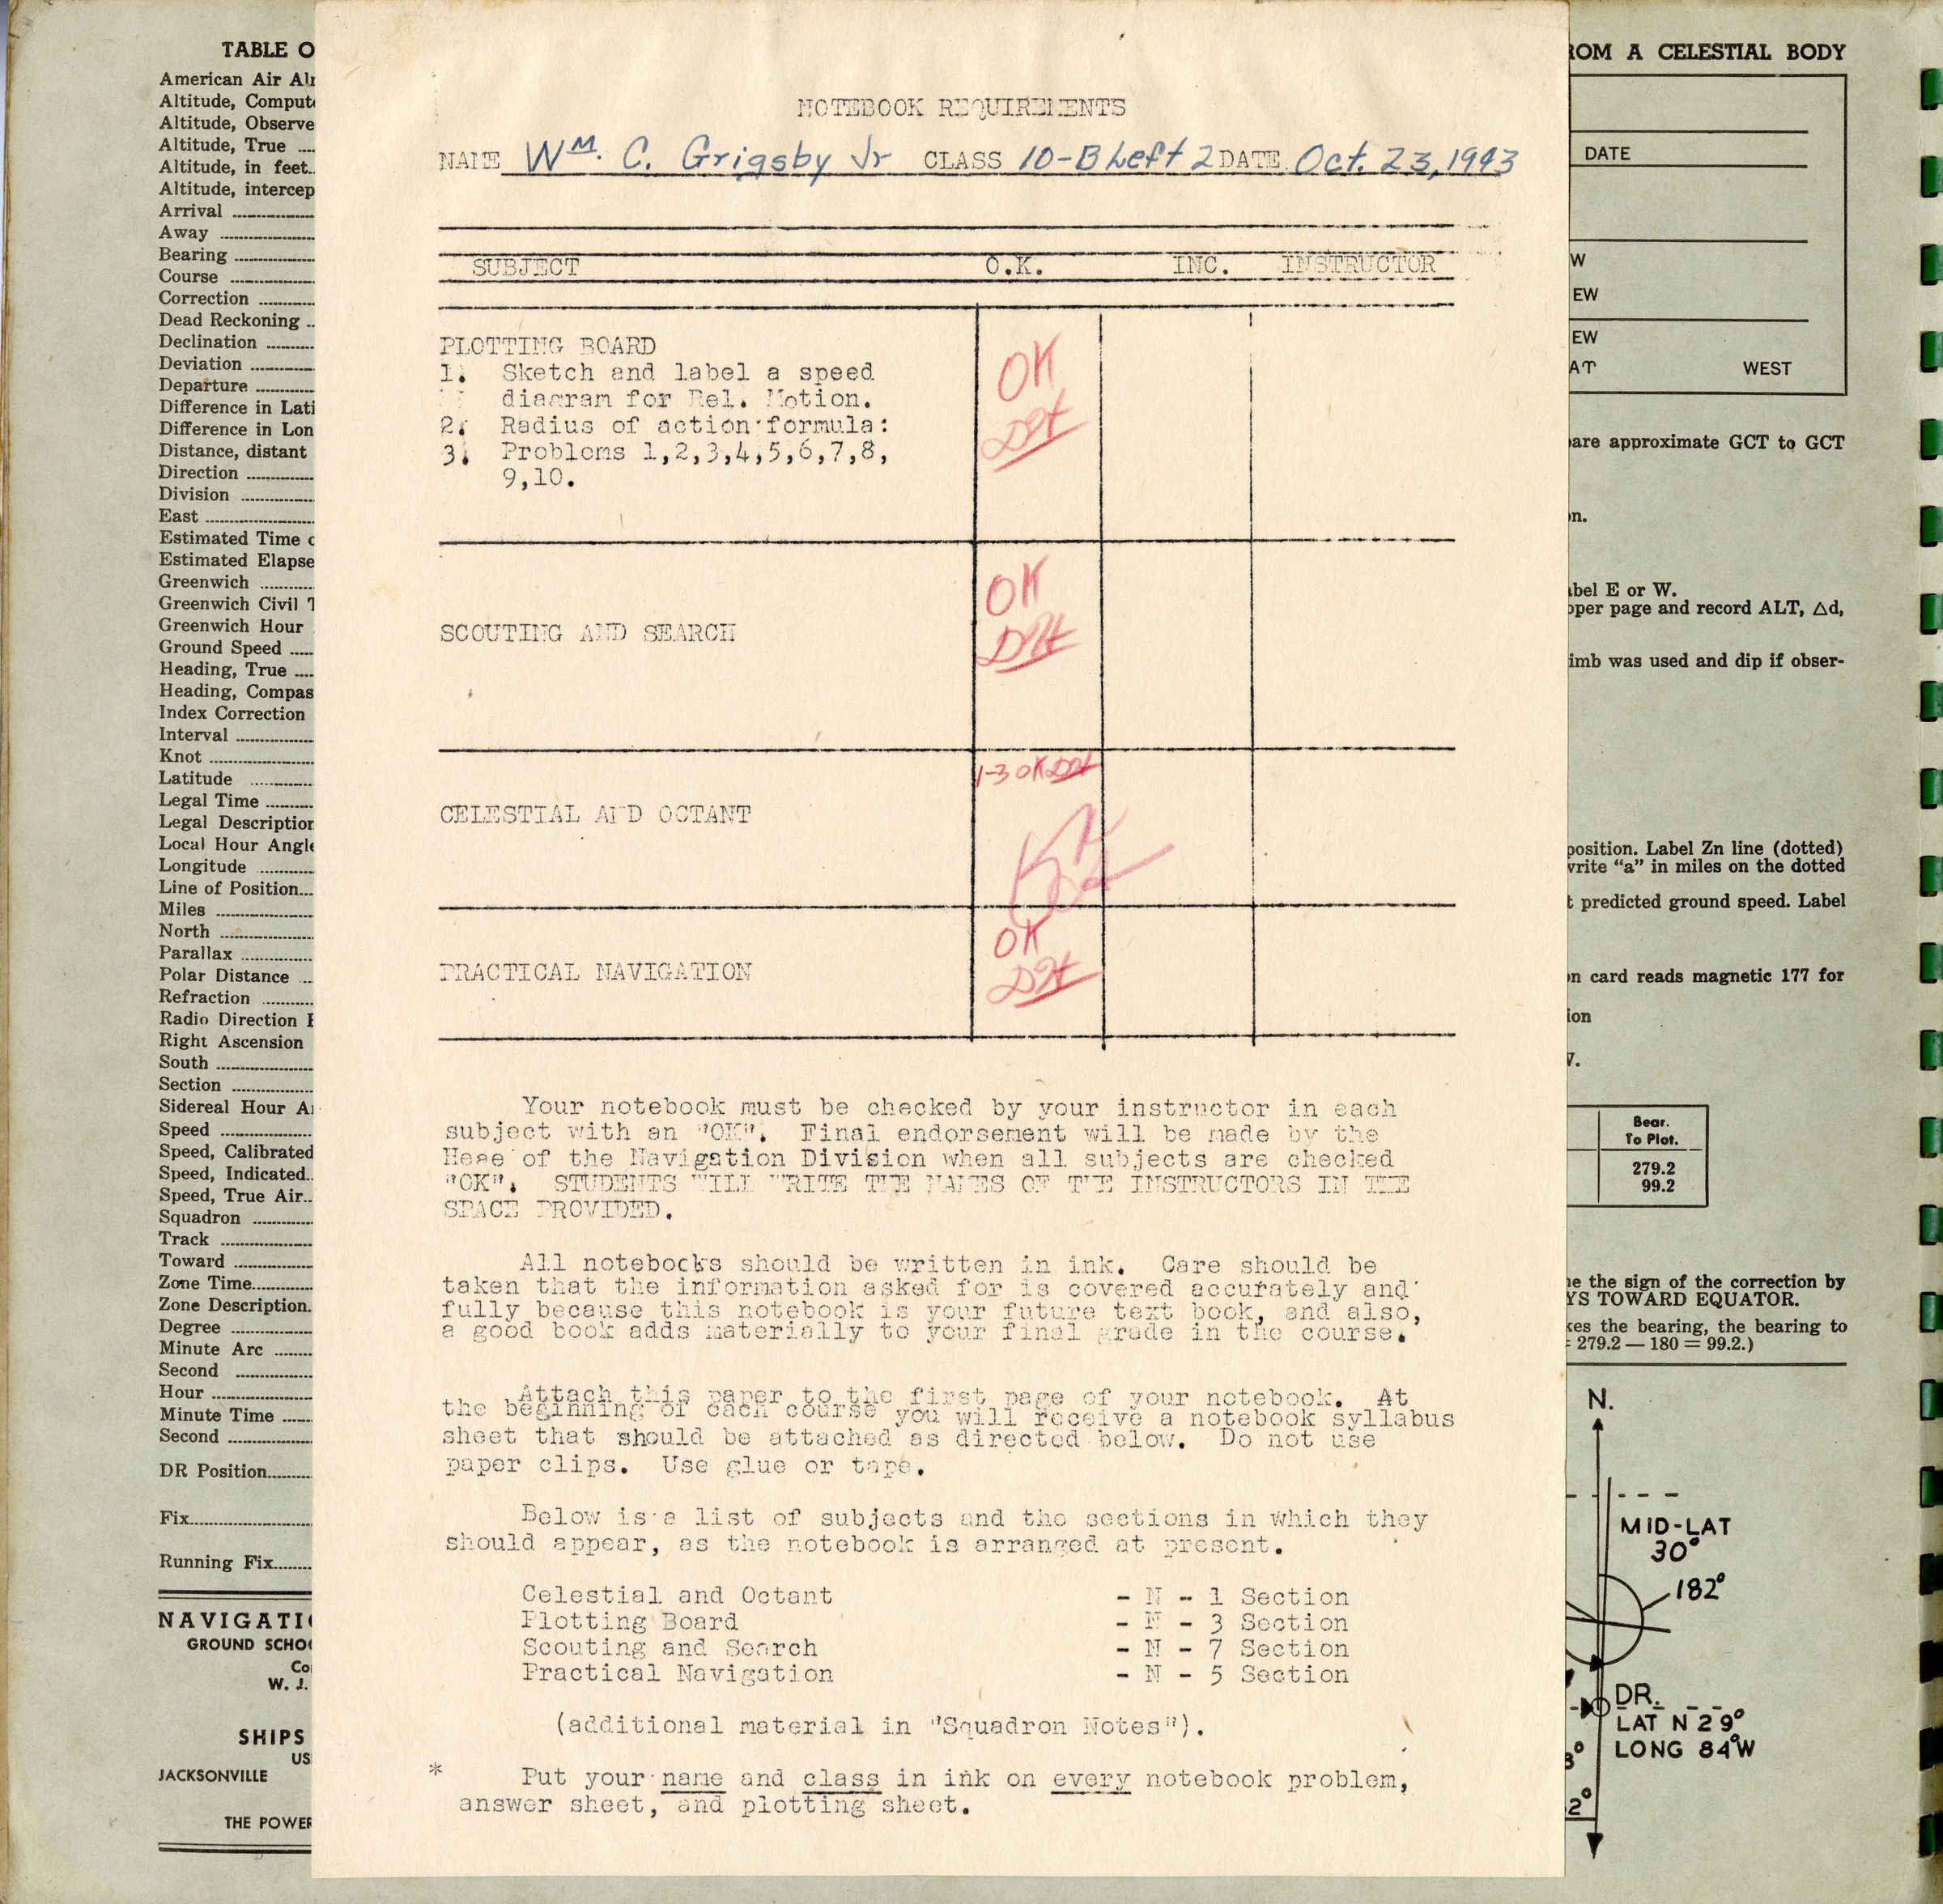 TABLE O
American Air Al
Altitude, Comput
Altitude, Observe
Altitude, True
Altitude, in feet
Altitude, intercep
Arrival
Away
Bearing
Course
Correction
Dead Reckoning
Declination
Deviation
Departure
Difference in Lati
Difference in Lon
Distance, distant
Direction
Division
East
Estimated Time o
Estimated Elapse
Greenwich
Greenwich Civil T
Greenwich Hour
Ground Speed
Heading, True
Heading, Compas
Index Correction
Interval
Knot
Latitude
Legal Time
Legal Description
Local Hour Angle
Longitude
Line of Position
Miles
North
Parallax
Polar Distance
Refraction
Radio Direction F
Right Ascension
South
Section
Sidereal Hour A
Speed
Speed, Calibrated
Speed, Indicated
Speed, True Air
Squadron
Track
Toward
Zone Time
Zone Description
Degree
Minute Arc
Second
Hour
Minute Time
Second
DR Position
Fix
Running Fix
NAVIGATI
GROUND SCHO
Co
W. J.
SHIPS
US
JACKSONVILLE
THE POWER
NOTEBOOK REQUIREMENTS
NAME Wm. C. Grigsby Jr CLASS 10-B Left 2 DATE Oct. 23, 1943
SUBJECT O.K. INC. INSTRUCTOR
PLOTTING BOARD
1. Sketch and label a speed
diagram for Rel. Motion.
2. Radius of action formula:
3. Problems 1,2,3,4,5,6,7,8,
9,10.
OK
SCOUTING AND SEARCH
OK
1-3 OK
CELESTIAL AND OCTANT
OK
PRACTICAL NAVIGATION
Your notebook must be checked by your instructor in each
subject with an "OK". Final endorsement will be made by the
Heae of the Navigation Division when all subjects are checked
"OK". STUDENTS WILL WRITE THE NAMES OF THE INSTRUCTORS IN THE
SPACE PROVIDED.
All notebooks should be written in ink. Care should be
taken that the information asked for is covered accurately and
fully because this notebook is your future text book, and also,
a good book adds materially to your final grade in the course.
Attach this paper to the first page of your notebook. At
the beginning of each course you will receive a notebook syllabus
sheet that should be attached as directed below. Do not use
paper clips. Use glue or tape.
Below is a list of subjects and the sections in which they
should appear, as the notebook is arranged at present.
Celestial and Octant - N - 1 Section
Plotting Board - N - 3 Section
Scouting and Search - N - 7 Section
Practical Navigation - N - 5 Section
(additional material in "Squadron Notes").
* Put your name and class in ink on every notebook problem,
answer sheet, and plotting sheet.
ROM A CELESTIAL BODY
DATE
W
EW
EW
AT WEST
pare approximate GCT to GCT
n.
abel E or W.
oper page and record ALT, Δd,
imb was used and dip if obser-
position. Label Zn line (dotted)
write "a" in miles on the dotted
t predicted ground speed. Label
on card reads magnetic 177 for
ion
V.
Bear.
To Plot.
279.2
99.2
e the sign of the correction by
YS TOWARD EQUATOR.
kes the bearing, the bearing to
= 279.2 — 180 = 99.2.)
N.
MID-LAT
30°
182°
DR.
LAT N 29°
LONG 84°W
8°
2°